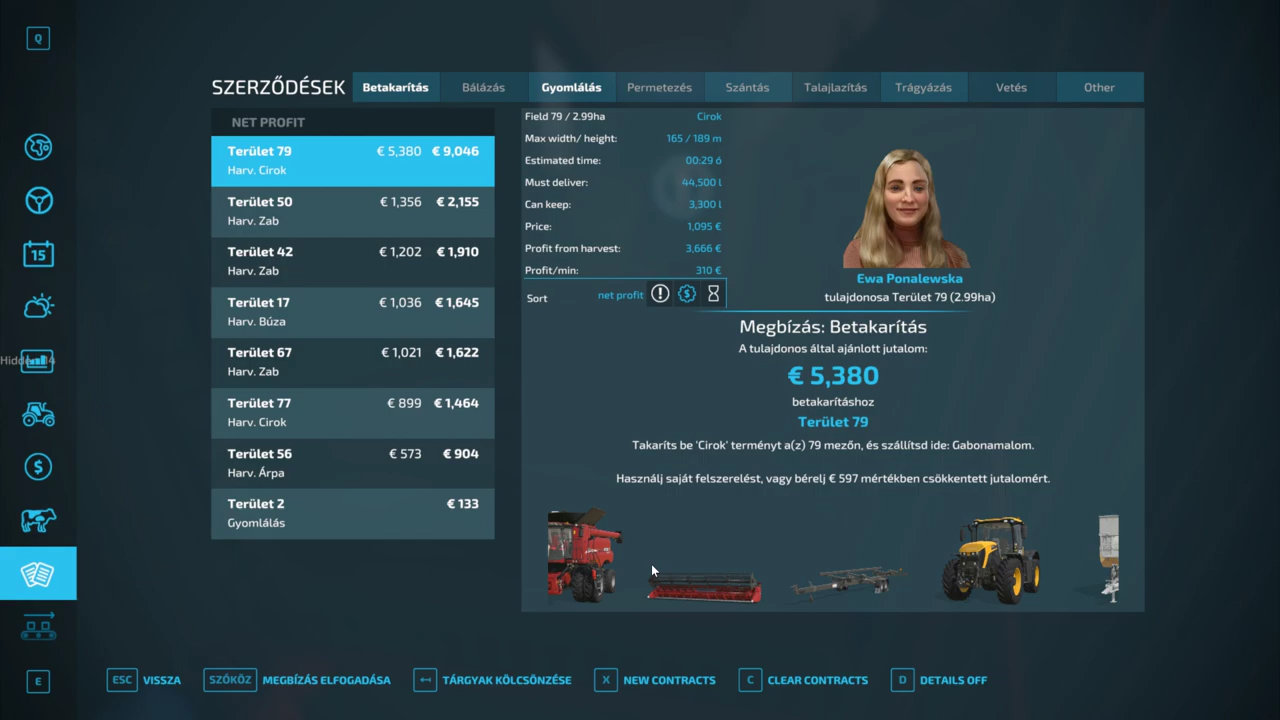 Q
SZERZŐDÉSEK
Betakarítás Bálázás Gyomlálás Permetezés Szántás Talajlazítás Trágyázás Vetés Other
NET PROFIT
Terület 79 € 5,380 € 9,046
Harv. Cirok
Terület 50 € 1,356 € 2,155
Harv. Zab
Terület 42 € 1,202 € 1,910
Harv. Zab
Terület 17 € 1,036 € 1,645
Harv. Búza
Terület 67 € 1,021 € 1,622
Harv. Zab
Terület 77 € 899 € 1,464
Harv. Cirok
Terület 56 € 573 € 904
Harv. Árpa
Terület 2 € 133
Gyomlálás
Field 79 / 2.99ha Cirok
Max width/ height: 165 / 189 m
Estimated time: 00:29 ó
Must deliver: 44,500 l
Can keep: 3,300 l
Price: 1,095 €
Profit from harvest: 3,666 €
Profit/min: 310 €
Sort net profit
Ewa Ponalewska
tulajdonosa Terület 79 (2.99ha)
Megbízás: Betakarítás
A tulajdonos által ajánlott jutalom:
€ 5,380
betakarításhoz
Terület 79
Takaríts be 'Cirok' terményt a(z) 79 mezőn, és szállítsd ide: Gabonamalom.
Használj saját felszerelést, vagy bérelj € 597 mértékben csökkentett jutalomért.
15
E
ESC VISSZA SZÓKÖZ MEGBÍZÁS ELFOGADÁSA TÁRGYAK KÖLCSÖNZÉSE X NEW CONTRACTS C CLEAR CONTRACTS D DETAILS OFF